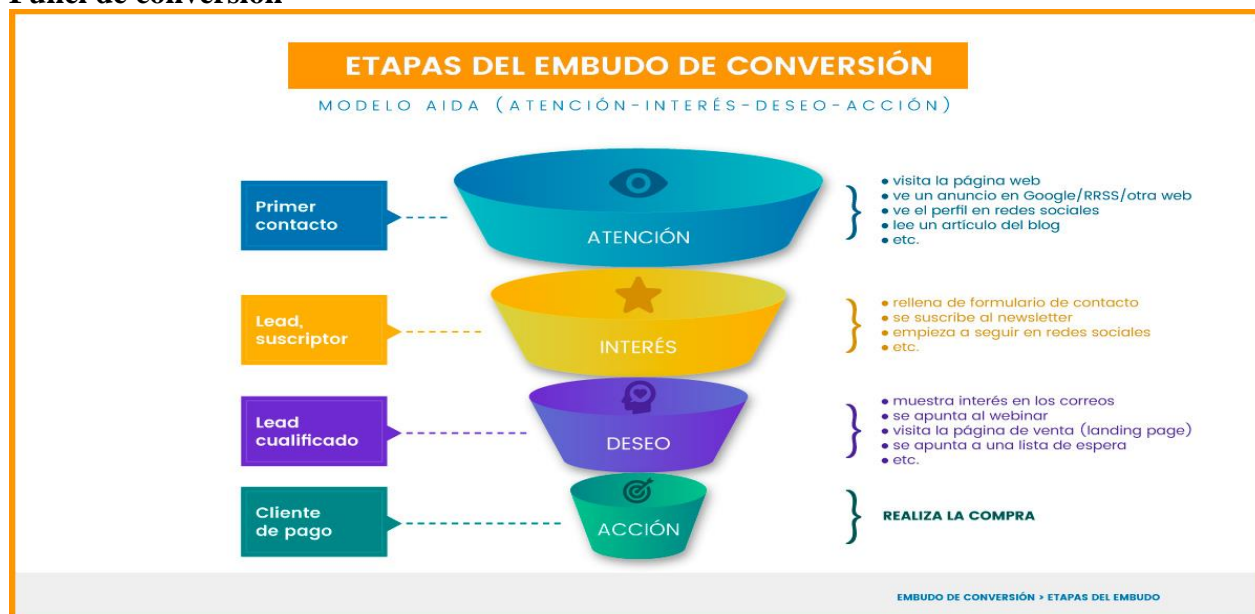 ETAPAS DEL EMBUDO DE CONVERSIÓN
MODELO AIDA (ATENCIÓN-INTERÉS-DESEO-ACCIÓN)
Primer
contacto
ATENCIÓN
• visita la página web
• ve un anuncio en Google/RRSS/otra web
• ve el perfil en redes sociales
• lee un artículo del blog
• etc.
Lead,
suscriptor
INTERÉS
• rellena de formulario de contacto
• se suscribe al newsletter
• empieza a seguir en redes sociales
• etc.
Lead
cualificado
DESEO
• muestra interés en los correos
• se apunta al webinar
• visita la página de venta (landing page)
• se apunta a una lista de espera
• etc.
Cliente
de pago
ACCIÓN
REALIZA LA COMPRA
EMBUDO DE CONVERSIÓN > ETAPAS DEL EMBUDO